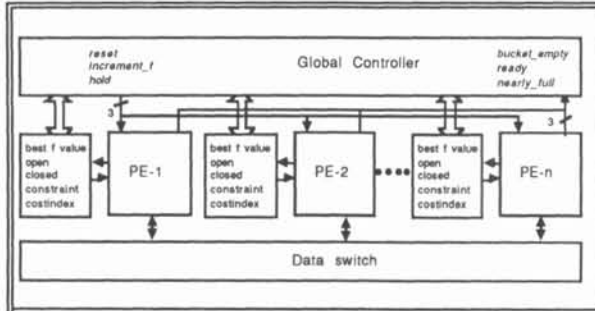 reset
increment_f
hold
Global Controller
bucket_empty
ready
nearly_full
3
3
best f value
open
closed
constraint
costindex
PE-1
best f value
open
closed
constraint
costindex
PE-2
best f value
open
closed
constraint
costindex
PE-n
Data switch